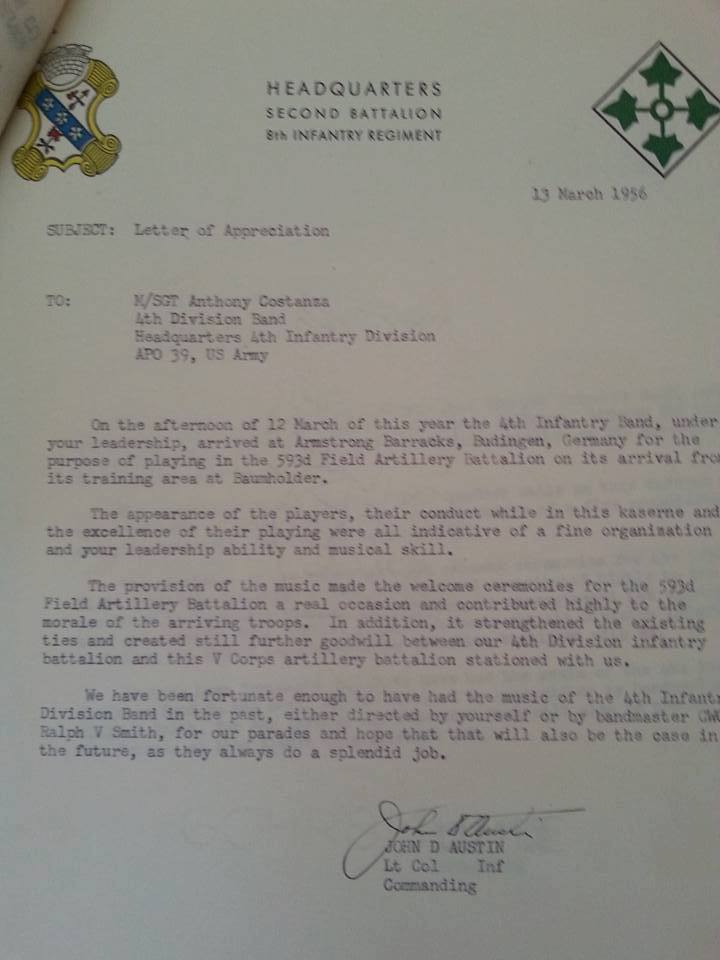 HEADQUARTERS
SECOND BATTALION
8th INFANTRY REGIMENT
13 March 1956
SUBJECT: Letter of Appreciation
TO: M/SGT Anthony Costanza
4th Division Band
Headquarters 4th Infantry Division
APO 39, US Army
On the afternoon of 12 March of this year the 4th Infantry Band, under
your leadership, arrived at Armstrong Barracks, Budingen, Germany for the
purpose of playing in the 593d Field Artillery Battalion on its arrival fro
its training area at Baumholder.
The appearance of the players, their conduct while in this kaserne and
the excellence of their playing were all indicative of a fine organization
and your leadership ability and musical skill.
The provision of the music made the welcome ceremonies for the 593d
Field Artillery Battalion a real occasion and contributed highly to the
morale of the arriving troops. In addition, it strengthened the existing
ties and created still further goodwill between our 4th Division infantry
battalion and this V Corps artillery battalion stationed with us.
We have been fortunate enough to have had the music of the 4th Infantr
Division Band in the past, either directed by yourself or by bandmaster CWO
Ralph V Smith, for our parades and hope that that will also be the case in
the future, as they always do a splendid job.
John D Austin
JOHN D AUSTIN
Lt Col Inf
Commanding